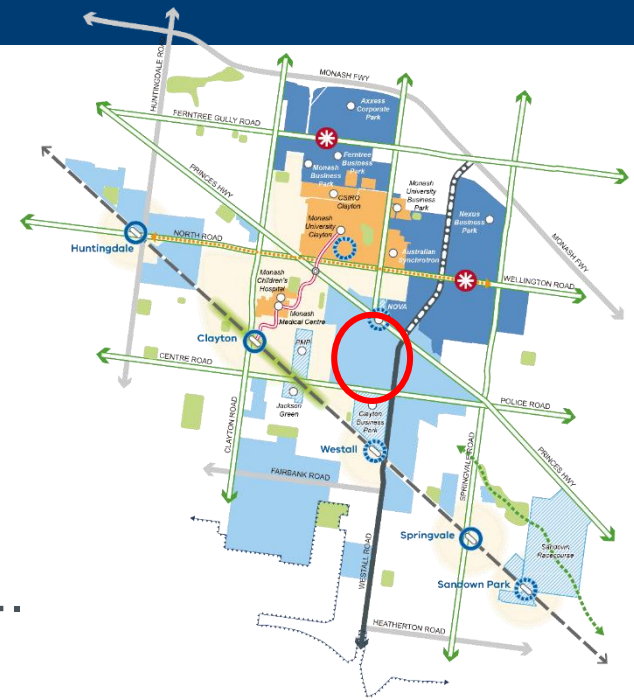 HUNTINGDALE ROAD
MONASH FWY
Axxess
Corporate
Park
FERNTREE GULLY ROAD
Ferntree
Business
Park
Monash
Business
Park
CSIRO
Clayton
Monash
University
Business
Park
PRINCES HWY
Monash
University
Clayton
Nexus
Business
Park
MONASH FWY
Huntingdale
NORTH ROAD
Australian
Synchrotron
WELLINGTON ROAD
Monash
Children's
Hospital
NOVA
Monash
Medical Centre
Clayton
PMP
CENTRE ROAD
Jackson
Green
Clayton
Business
Park
POLICE ROAD
CLAYTON ROAD
Westall
SPRINGVALE ROAD
PRINCES HWY
FAIRBANK ROAD
Springvale
Sandown
Racecourse
WESTALL ROAD
Sandown Park
HEATHERTON ROAD
..